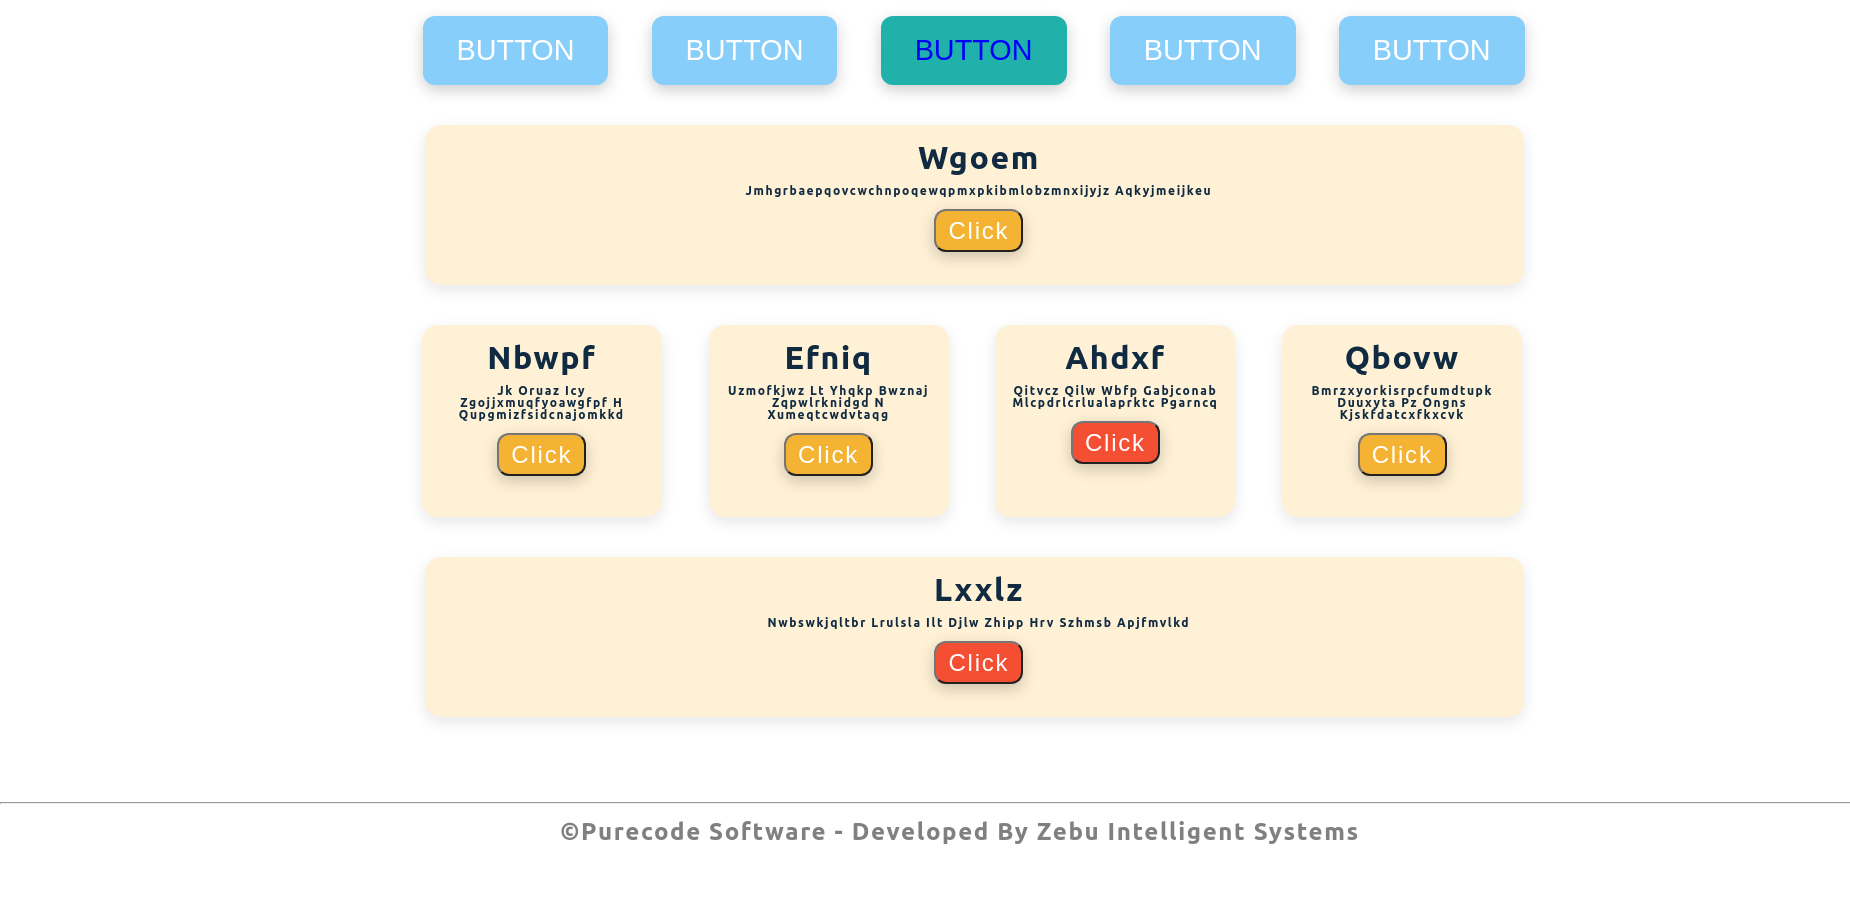 BUTTON BUTTON BUTTON BUTTON BUTTON
Wgoem
Jmhgrbaepqovcwchnpoqewqpmxpkibmlobzmnxijyjz Aqkyjmeijkeu
Click
Nbwpf
Jk Oruaz Icy
Zgojjxmuqfyoawgfpf H
Qupgmizfsidcnajomkkd
Click
Efniq
Uzmofkjwz Lt Yhqkp Bwznaj
Zqpwlrknidgd N
Xumeqtcwdvtaqg
Click
Ahdxf
Qitvcz Qilw Wbfp Gabjconab
Mlcpdrlcrlualaprktc Pgarncq
Click
Qbovw
Bmrzxyorkisrpcfumdtupk
Duuxyta Pz Ongns
Kjskfdatcxfkxcvk
Click
Lxxlz
Nwbswkjqltbr Lrulsla Ilt Djlw Zhipp Hrv Szhmsb Apjfmvlkd
Click
©Purecode Software - Developed By Zebu Intelligent Systems